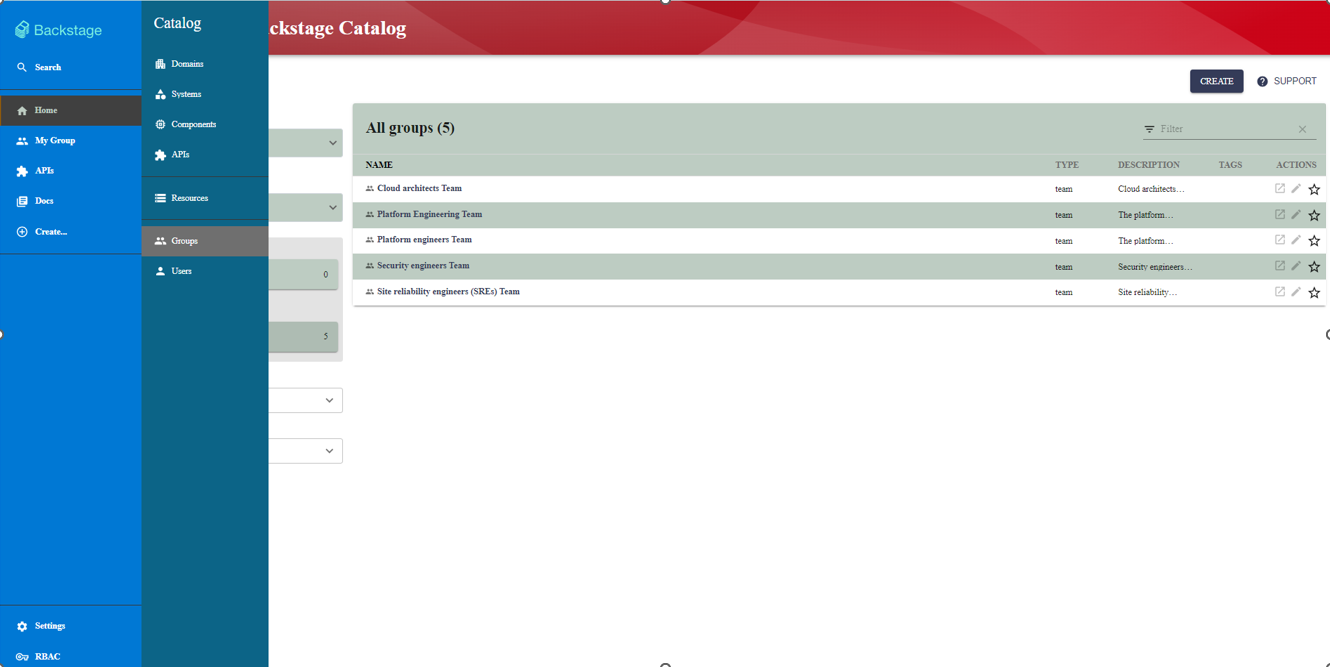 Backstage
Search
Home
My Group
APIs
Docs
Create...
Settings
RBAC
Catalog
Domains
Systems
Components
APIs
Resources
Groups
Users
ckstage Catalog
CREATE
SUPPORT
0
5
All groups (5)
Filter
NAME TYPE DESCRIPTION TAGS ACTIONS
Cloud architects Team team Cloud architects…
Platform Engineering Team team The platform…
Platform engineers Team team The platform…
Security engineers Team team Security engineers…
Site reliability engineers (SREs) Team team Site reliability…